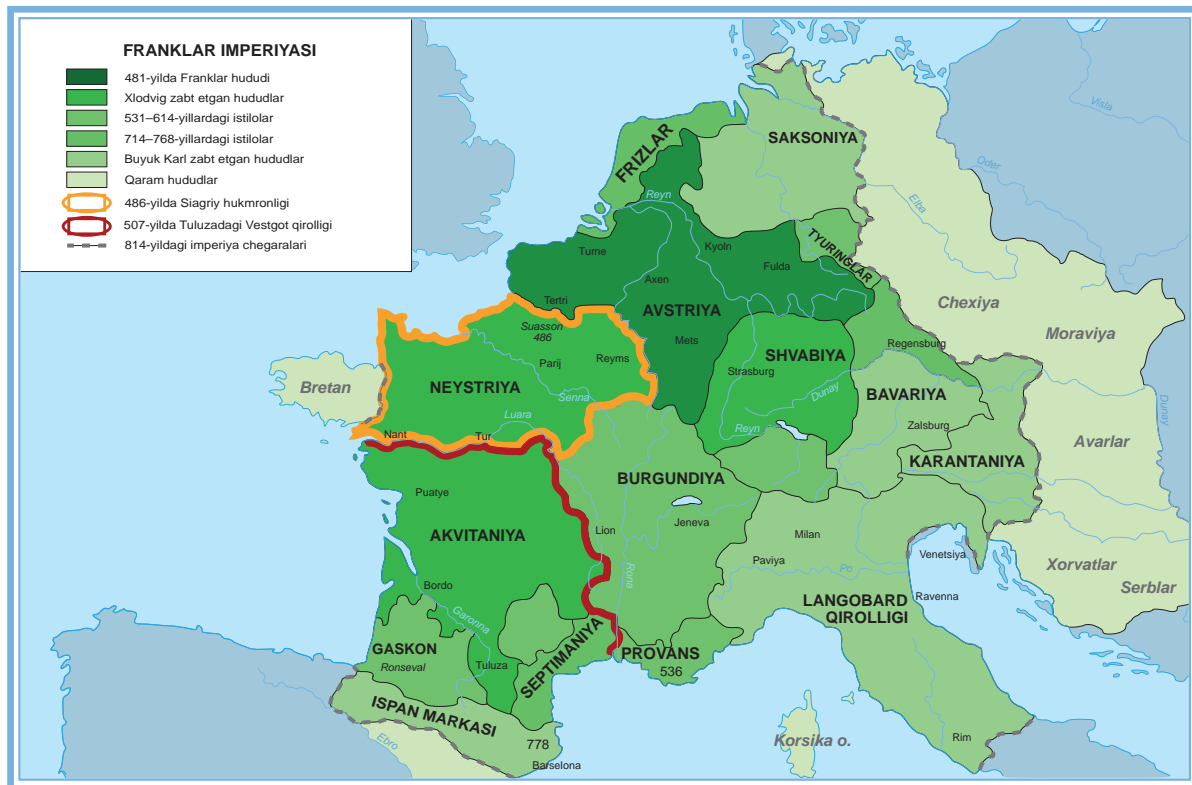 FRANKLAR IMPERIYASI
481-yilda Franklar hududi
Xlodvig zabt etgan hududlar
531–614-yillardagi istilolar
714–768-yillardagi istilolar
Buyuk Karl zabt etgan hududlar
Qaram hududlar
486-yilda Siagriy hukmronligi
507-yilda Tuluzadagi Vestgot qirolligi
814-yildagi imperiya chegaralari
Visla
Oder
Elba
SAKSONIYA
FRIZLAR
Reyn
Turne
Kyoln
Fulda
TYURINGLAR
Axen
Tertri
AVSTRIYA
Chexiya
Moraviya
Suasson
486
Mets
Parij
Reyms
SHVABIYA
Regensburg
Strasburg
Bretan
NEYSTRIYA
Senna
Dunay
BAVARIYA
Dunay
Luara
Nant
Tur
Reyn
Zalsburg
Avarlar
KARANTANIYA
BURGUNDIYA
Puatye
Jeneva
AKVITANIYA
Lion
Milan
Venetsiya
Paviya
Po
Rona
Xorvatlar
Serblar
Bordo
Ravenna
LANGOBARD
QIROLLIGI
Garonna
GASKON
Ronseval
Tuluza
SEPTIMANIYA
PROVANS
536
ISPAN MARKASI
778
Ebro
Barselona
Korsika o.
Rim